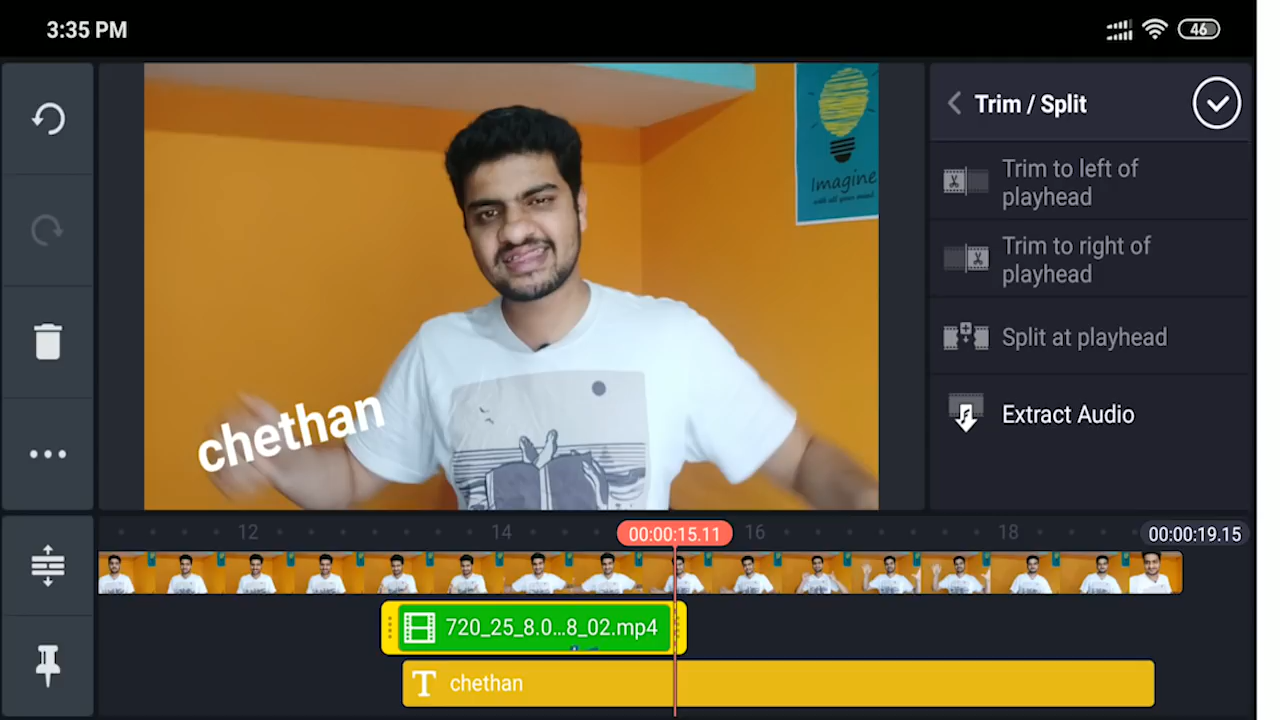 3:35 PM
46
Trim / Split
Trim to left of
playhead
Trim to right of
playhead
Split at playhead
Extract Audio
Imagine
chethan
12
14
00:00:15.11
16
18
00:00:19.15
720_25_8.0...8_02.mp4
T chethan